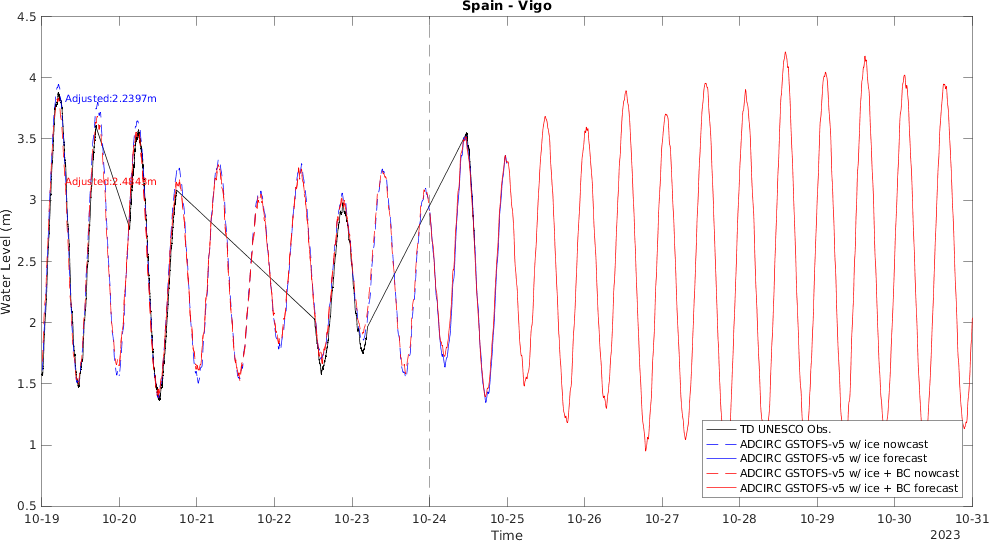 Spain - Vigo
4.5
4
3.5
3
2.5
2
1.5
1
0.5
Water Level (m)
Adjusted:2.2397m
TD UNESCO Obs.
ADCIRC GSTOFS-v5 w/ ice nowcast
ADCIRC GSTOFS-v5 w/ ice forecast
ADCIRC GSTOFS-v5 w/ ice + BC nowcast
ADCIRC GSTOFS-v5 w/ ice + BC forecast
10-19 10-20 10-21 10-22 10-23 10-24 10-25 10-26 10-27 10-28 10-29 10-30 10-31
Time
2023